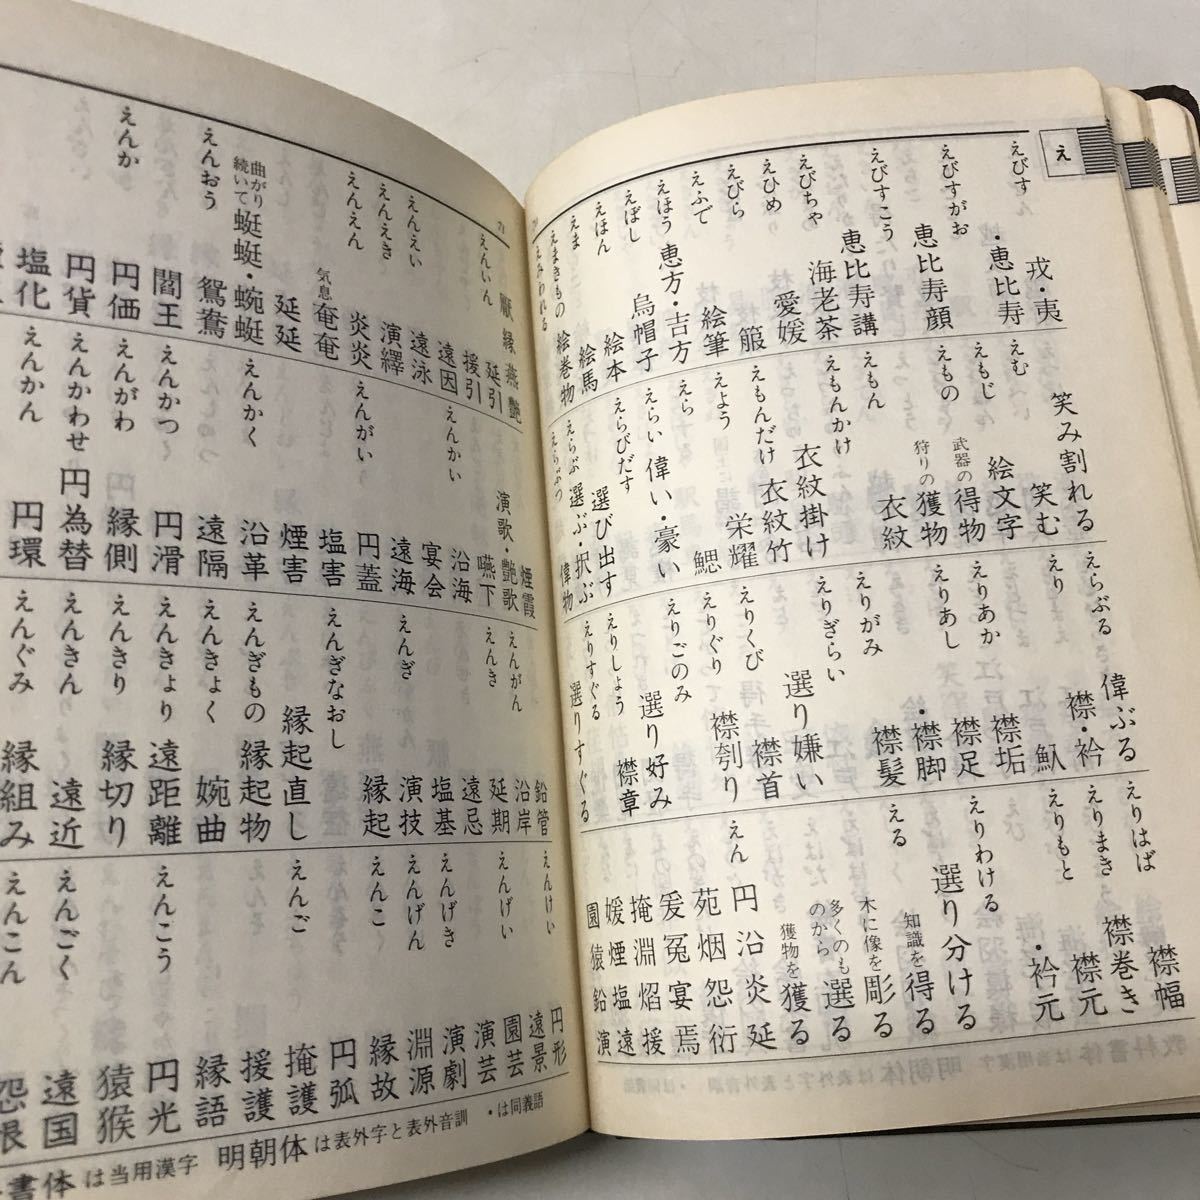 え
えびすん 戎・夷
・恵比寿
えびすがお 恵比寿顔
えびすこう 恵比寿講
えびちゃ 海老茶
えひめ 愛媛
えびら 箙
えふで 絵筆
えほう 恵方・吉方
えぼし 烏帽子
えほん 絵本
えま 絵馬
えまきもの 絵巻物
えみわれる 笑み割れる
えむ 笑む
えもじ 絵文字
えもの 武器の得物
狩りの獲物
えもん 衣紋
えもんかけ 衣紋掛け
えもんだけ 衣紋竹
えよう 栄耀
えら 鰓
えらい 偉い・豪い
えらびだす 選び出す
えらぶ 選ぶ・択ぶ
えらぶつ 偉物
えらぶる 偉ぶる
えり 襟・衿
えりあか 襟垢
えりあし 襟足
・襟脚
えりがみ 襟髪
えりぎらい 選り嫌い
えりくび 襟首
えりぐり 襟刳り
えりごのみ 選り好み
えりしょう 襟章
えりすぐる 選りすぐる
えりはば 襟幅
えりまき 襟巻き
えりもと 襟元
・衿元
えりわける 選り分ける
える 知識を得る
木に像を彫る
多くのものから選る
獲物を獲る
えん 円沿炎延
苑烟怨衍
爰冤宴焉
掩淵焰援
媛煙塩遠
園猿鉛演
71
厭縁燕艶
えんいん 延引
援引
遠因
えんえい 遠泳
えんえき 演繹
えんえん 炎炎
気息奄奄
延延
曲がり続いて蜒蜒・蜿蜒
えんおう 鴛鴦
閻王
えんか 円価
円貨
塩化
煙霞
演歌・艶歌
嚥下
えんかい 沿海
宴会
遠海
えんがい 円蓋
塩害
煙害
えんかく 沿革
遠隔
えんかつ 円滑
えんがわ 縁側
えんかわせ 円為替
えんかん 円環
鉛管
えんがん 沿岸
えんき 延期
遠忌
塩基
えんぎ 演技
縁起
えんぎなおし 縁起直し
えんぎもの 縁起物
えんきょく 婉曲
えんきょり 遠距離
えんきり 縁切り
えんきん 遠近
えんぐみ 縁組み
えんけい 円形
遠景
えんげい 園芸
演芸
えんげき 演劇
えんげん 淵源
えんこ 縁故
円弧
えんご 掩護
援護
縁語
えんこう 円光
猿猴
えんごく 遠国
えんこん 怨恨
書体は当用漢字 明朝体は表外字と表外音訓 ・は同義語